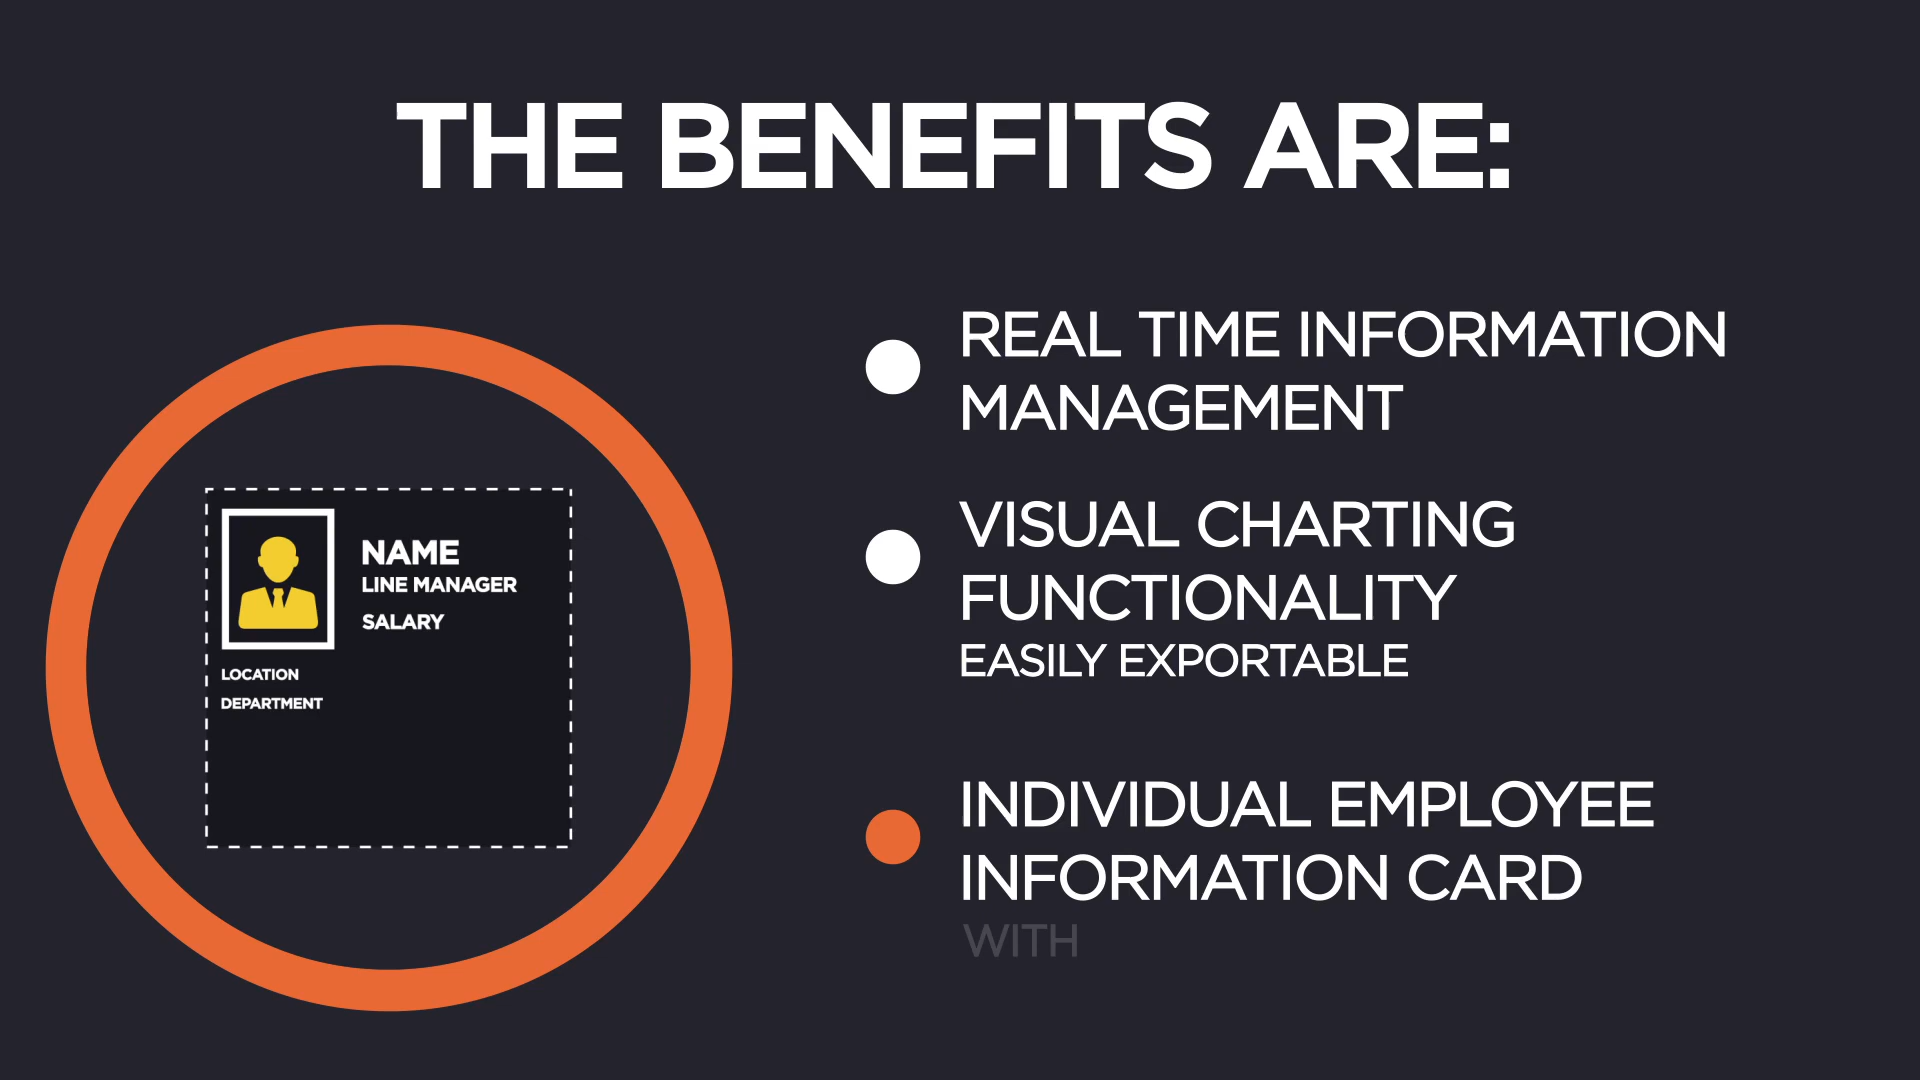 THE BENEFITS ARE:
REAL TIME INFORMATION
MANAGEMENT
VISUAL CHARTING
FUNCTIONALITY
EASILY EXPORTABLE
INDIVIDUAL EMPLOYEE
INFORMATION CARD
WITH
NAME
LINE MANAGER
SALARY
LOCATION
DEPARTMENT